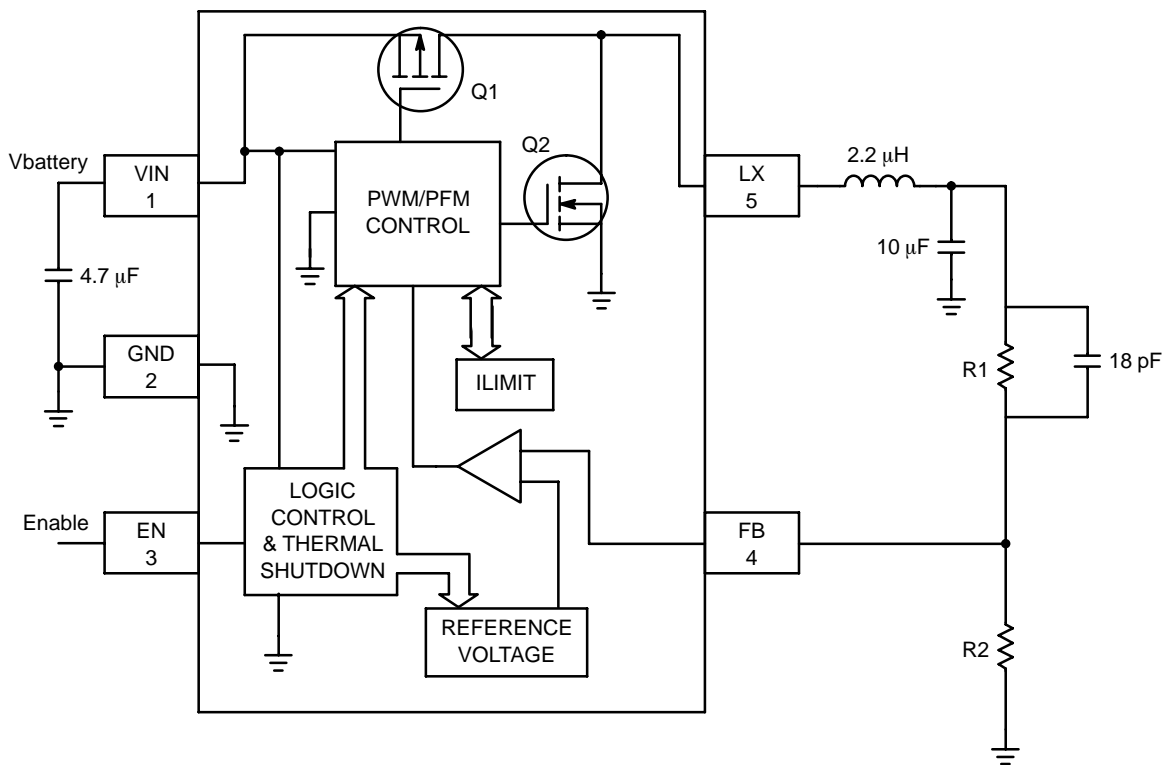 Q1
Q2
Vbattery
VIN
1
PWM/PFM
CONTROL
LX
5
2.2 μH
10 μF
4.7 μF
GND
2
ILIMIT
R1
18 pF
Enable
EN
3
LOGIC
CONTROL
& THERMAL
SHUTDOWN
FB
4
REFERENCE
VOLTAGE
R2